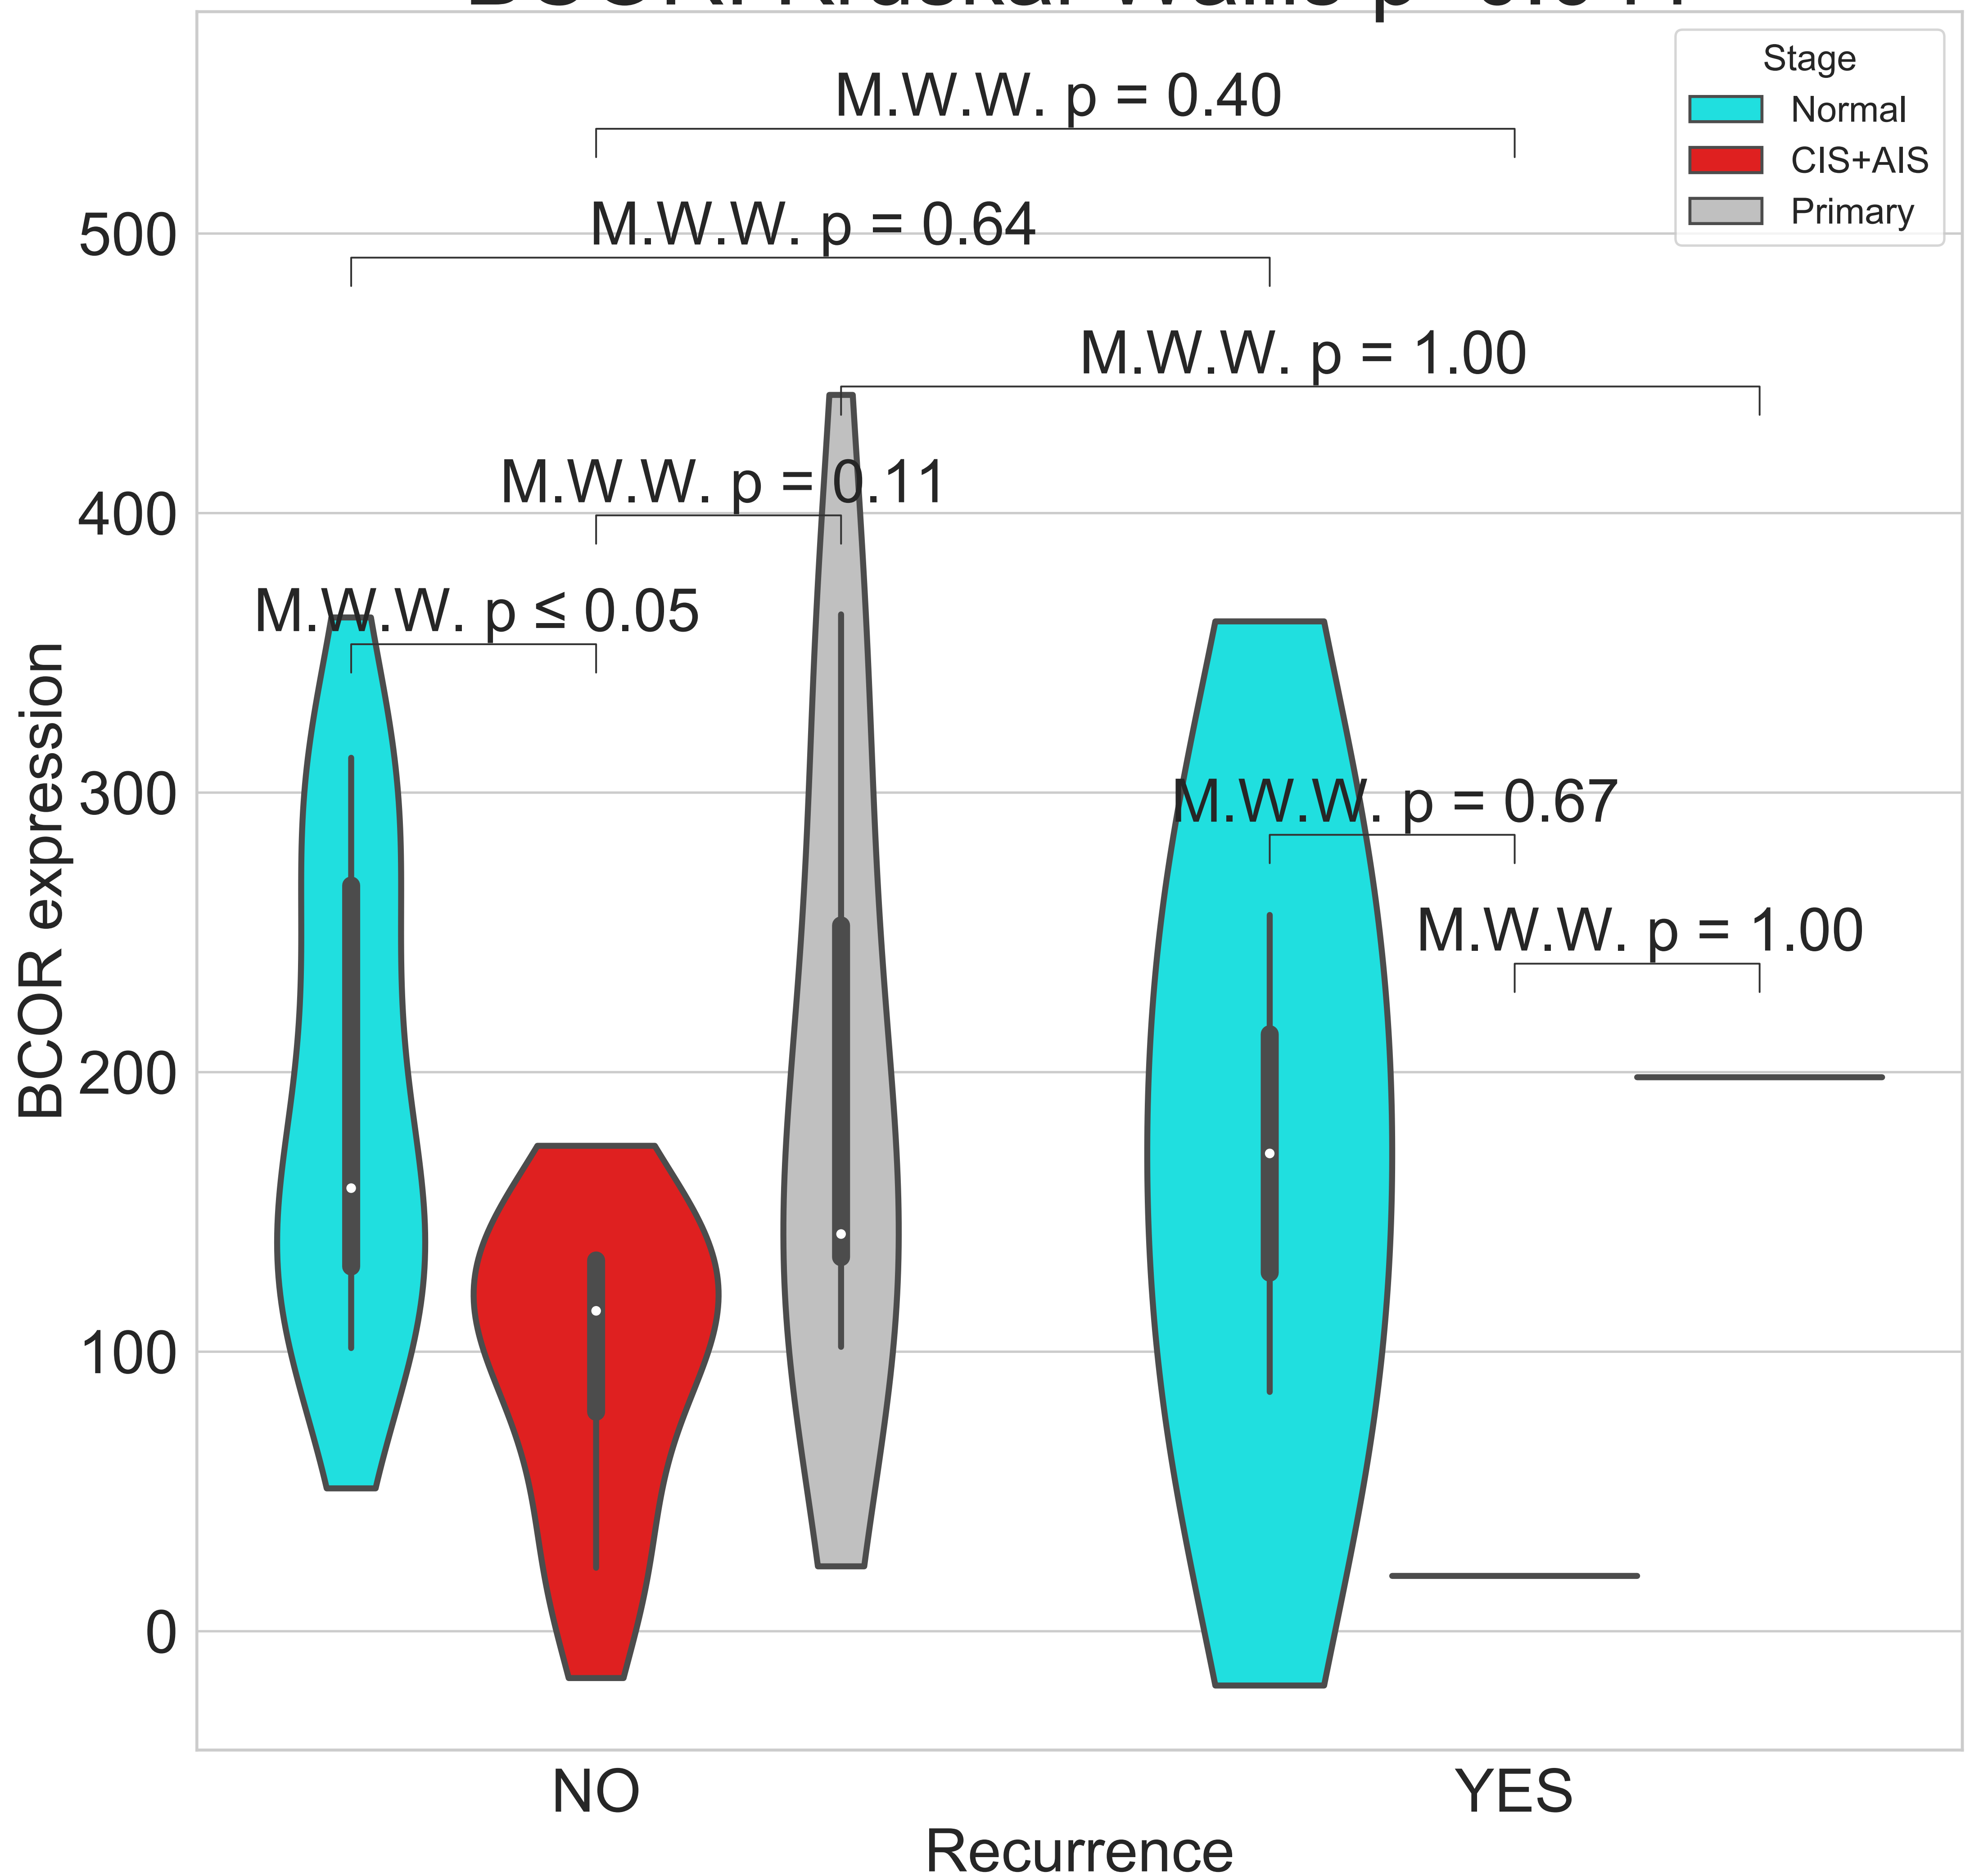 Stage
Normal
CIS+AIS
Primary
M.W.W. p = 0.40
M.W.W. p = 0.64
M.W.W. p = 1.00
M.W.W. p = 0.11
M.W.W. p ≤ 0.05
M.W.W. p = 0.67
M.W.W. p = 1.00
BCOR expression
500
400
300
200
100
0
NO
YES
Recurrence